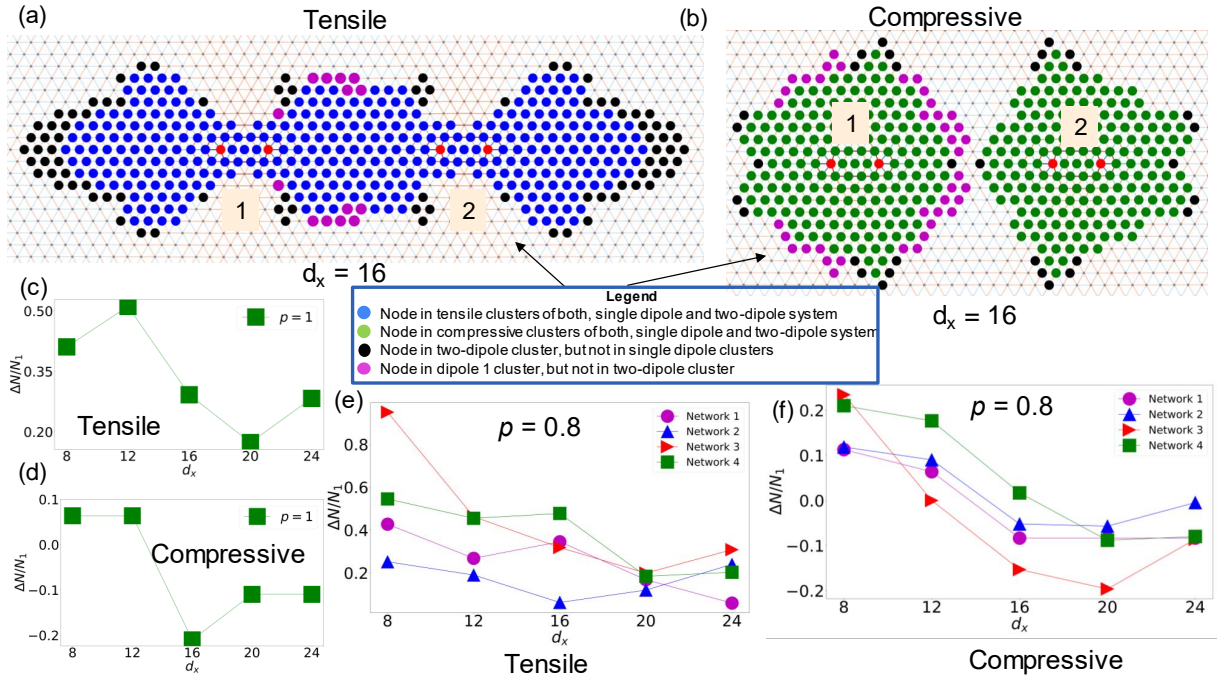 (a)
Tensile
(b)
Compressive
1
2
1
2
d_x = 16
d_x = 16
Legend
Node in tensile clusters of both, single dipole and two-dipole system
Node in compressive clusters of both, single dipole and two-dipole system
Node in two-dipole cluster, but not in single dipole clusters
Node in dipole 1 cluster, but not in two-dipole cluster
(c)
0.50
0.35
0.20
ΔN/N₁
p = 1
Tensile
8 12 16 20 24
d_x
(d)
0.1
0.0
−0.1
−0.2
ΔN/N₁
p = 1
Compressive
8 12 16 20 24
d_x
(e)
p = 0.8
Network 1
Network 2
Network 3
Network 4
0.8
0.6
0.4
0.2
ΔN/N₁
8 12 16 20 24
d_x
Tensile
(f)
p = 0.8
Network 1
Network 2
Network 3
Network 4
0.2
0.1
0.0
−0.1
−0.2
ΔN/N₁
8 12 16 20 24
d_x
Compressive